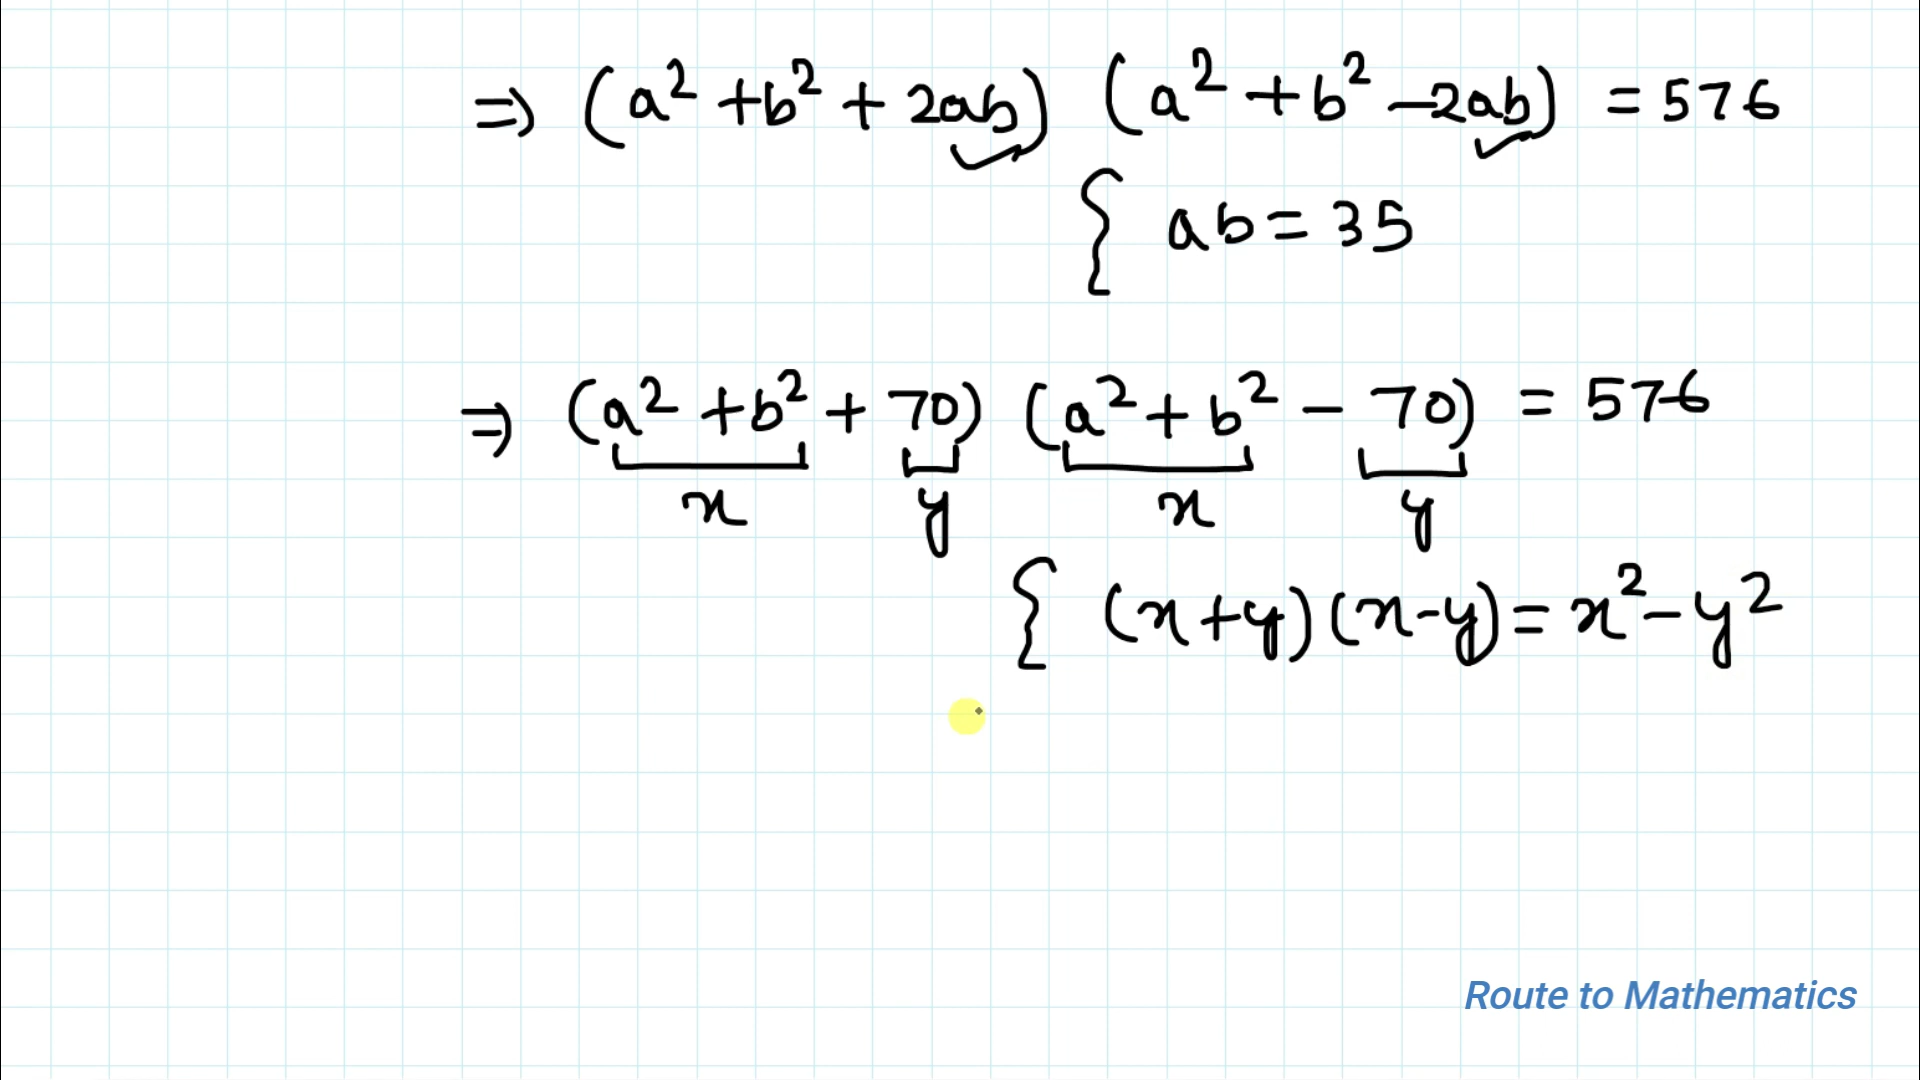 ⇒ (a² + b² + 2ab) (a² + b² − 2ab) = 576
{ ab = 35
⇒ (a² + b² + 70) (a² + b² − 70) = 576
x y x y
{ (x+y)(x-y) = x² − y²
Route to Mathematics